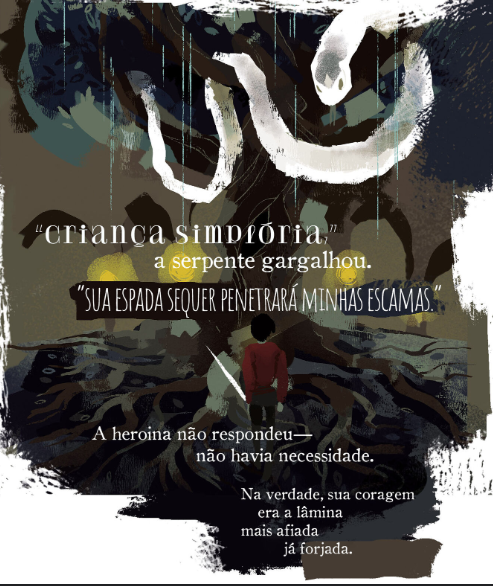 “criança simplória,”
a serpente gargalhou.
“SUA ESPADA SEQUER PENETRARÁ MINHAS ESCAMAS.”
A heroina não respondeu—
não havia necessidade.
Na verdade, sua coragem
era a lâmina
mais afiada
já forjada.